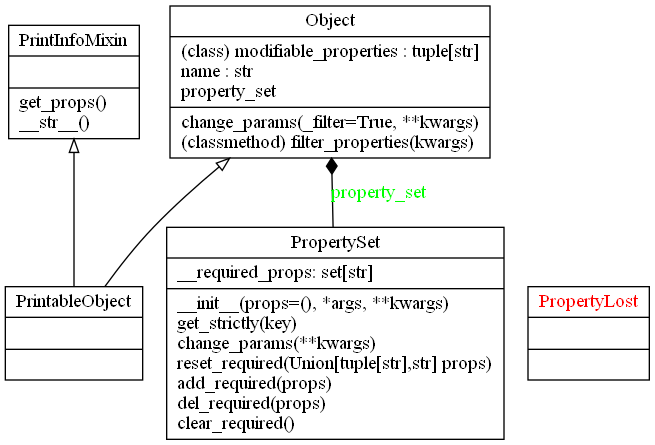 PrintInfoMixin
get_props()
__str__()
Object
(class) modifiable_properties : tuple[str]
name : str
property_set
change_params(_filter=True, **kwargs)
(classmethod) filter_properties(kwargs)
property_set
PrintableObject
PropertySet
__required_props: set[str]
__init__(props=(), *args, **kwargs)
get_strictly(key)
change_params(**kwargs)
reset_required(Union[tuple[str],str] props)
add_required(props)
del_required(props)
clear_required()
PropertyLost